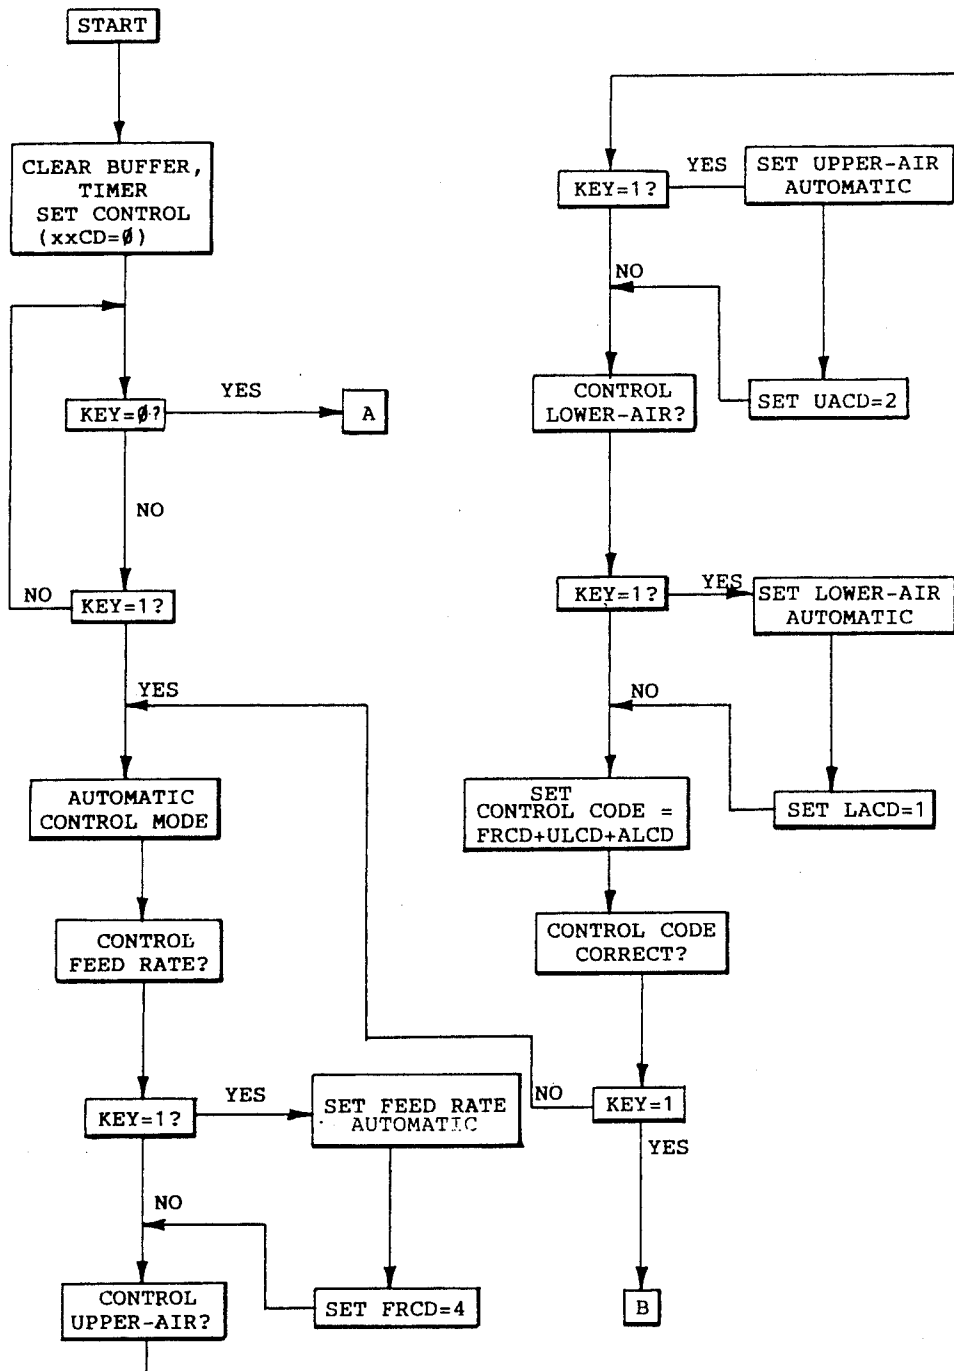 START
CLEAR BUFFER,
TIMER
SET CONTROL
(xxCD=Ø)
KEY=Ø?
YES
A
NO
KEY=1?
NO
YES
AUTOMATIC
CONTROL MODE
CONTROL
FEED RATE?
KEY=1?
YES
SET FEED RATE
AUTOMATIC
NO
SET FRCD=4
CONTROL
UPPER-AIR?
KEY=1?
YES
SET UPPER-AIR
AUTOMATIC
NO
SET UACD=2
CONTROL
LOWER-AIR?
KEY=1?
YES
SET LOWER-AIR
AUTOMATIC
NO
SET LACD=1
SET
CONTROL CODE =
FRCD+ULCD+ALCD
CONTROL CODE
CORRECT?
KEY=1
NO
YES
B